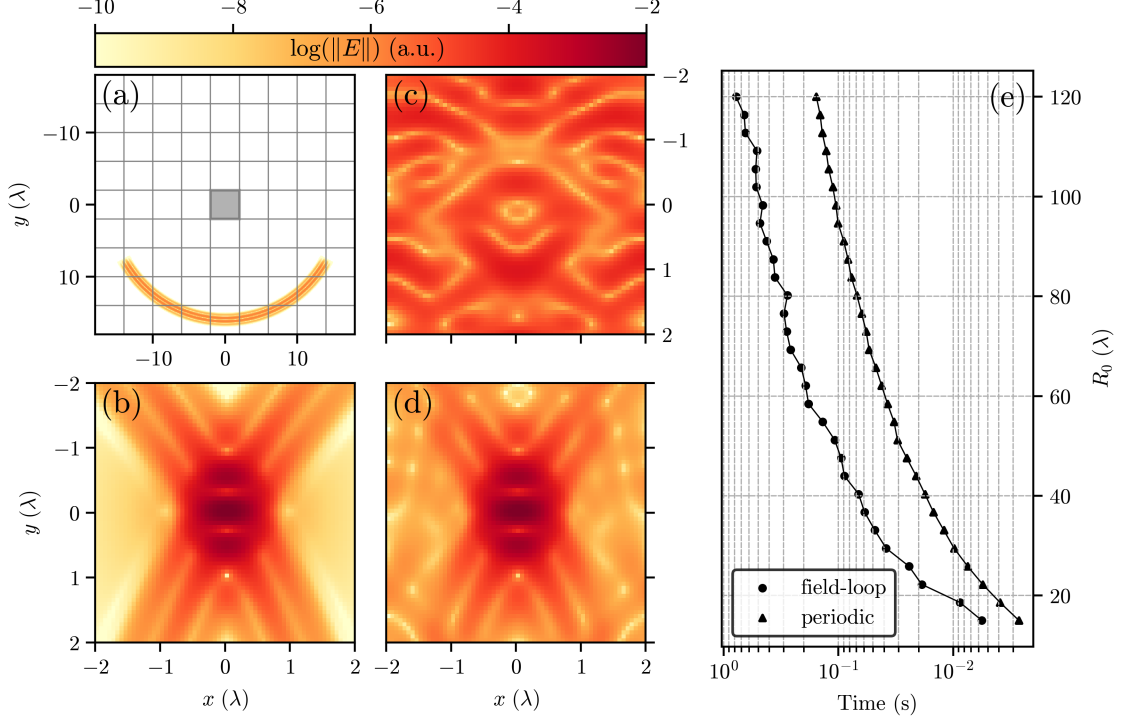 −10 −8 −6 −4 −2
log(‖E‖) (a.u.)
(a)
y (λ)
−10
0
10
−10 0 10
(c)
−2
−1
0
1
2
(b)
y (λ)
−2
−1
0
1
2
−2 −1 0 1 2
x (λ)
(d)
−2 −1 0 1 2
x (λ)
(e)
120
100
80
60
40
20
R₀ (λ)
field-loop
periodic
10⁰ 10⁻¹ 10⁻²
Time (s)